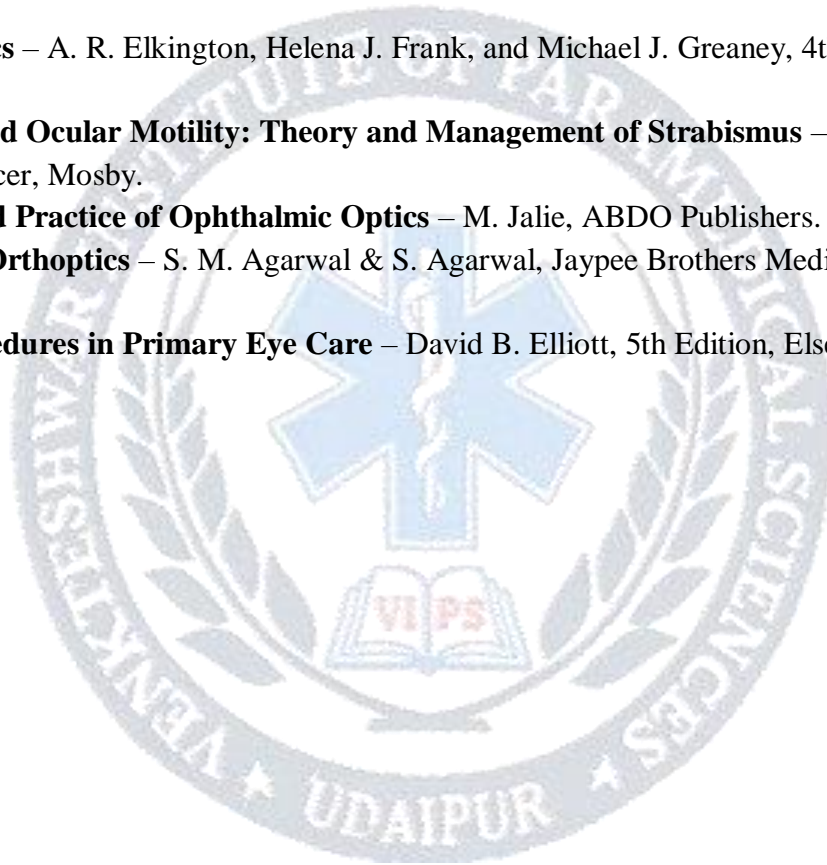 cs – A. R. Elkington, Helena J. Frank, and Michael J. Greaney, 4t
d Ocular Motility: Theory and Management of Strabismus –
cer, Mosby.
d Practice of Ophthalmic Optics – M. Jalie, ABDO Publishers.
Orthoptics – S. M. Agarwal & S. Agarwal, Jaypee Brothers Medi
edures in Primary Eye Care – David B. Elliott, 5th Edition, Else
VENKTESHWAR INSTITUTE OF PARAMEDICAL SCIENCES
VIPS
UDAIPUR